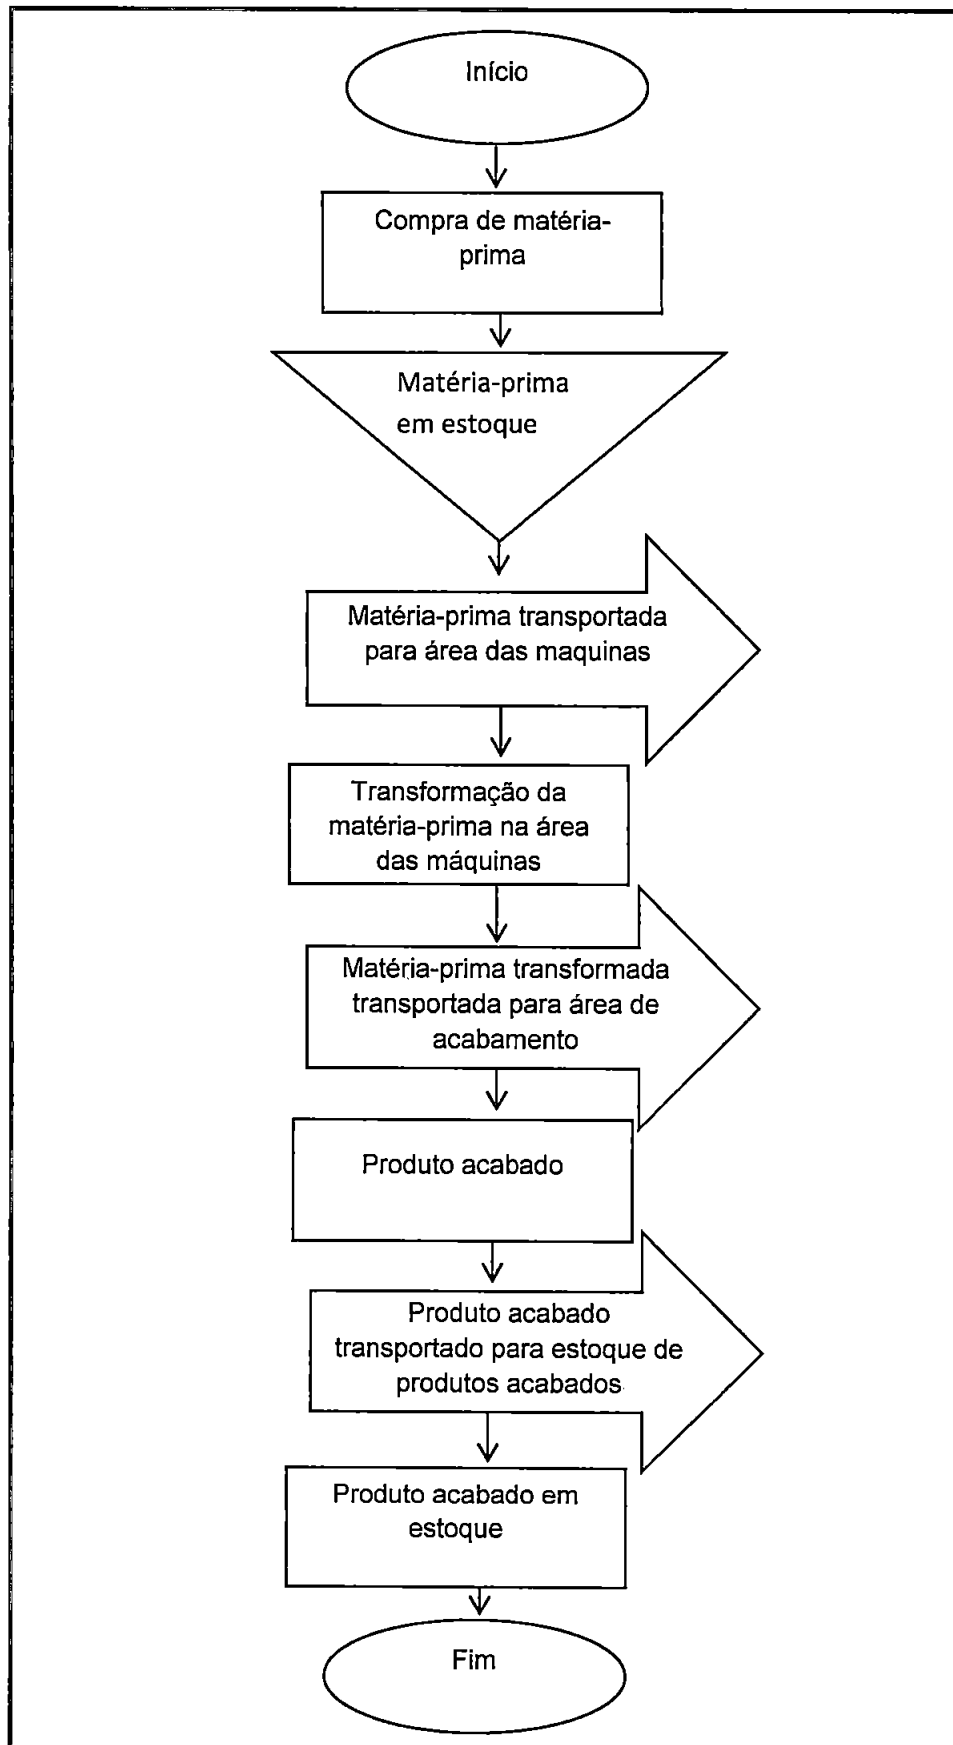 Início
Compra de matéria-
prima
Matéria-prima
em estoque
Matéria-prima transportada
para área das maquinas
Transformação da
matéria-prima na área
das máquinas
Matéria-prima transformada
transportada para área de
acabamento
Produto acabado
Produto acabado
transportado para estoque de
produtos acabados
Produto acabado em
estoque
Fim